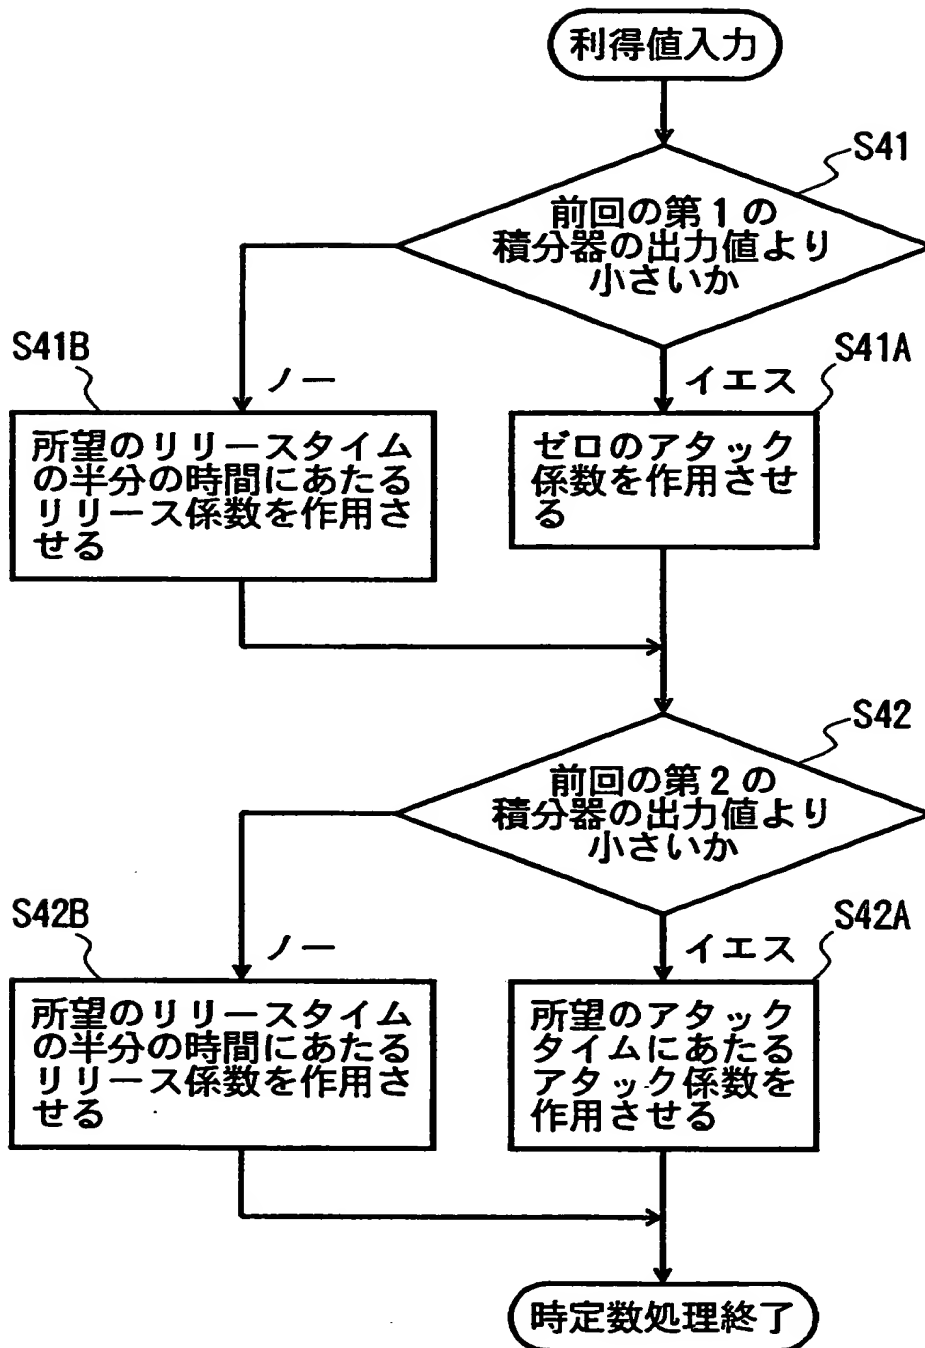 利得値入力
S41
前回の第1の
積分器の出力値より
小さいか
S41B
ノー
イエス
S41A
所望のリリースタイム
の半分の時間にあたる
リリース係数を作用さ
せる
ゼロのアタック
係数を作用させ
る
S42
前回の第2の
積分器の出力値より
小さいか
S42B
ノー
イエス
S42A
所望のリリースタイム
の半分の時間にあたる
リリース係数を作用さ
せる
所望のアタック
タイムにあたる
アタック係数を
作用させる
時定数処理終了